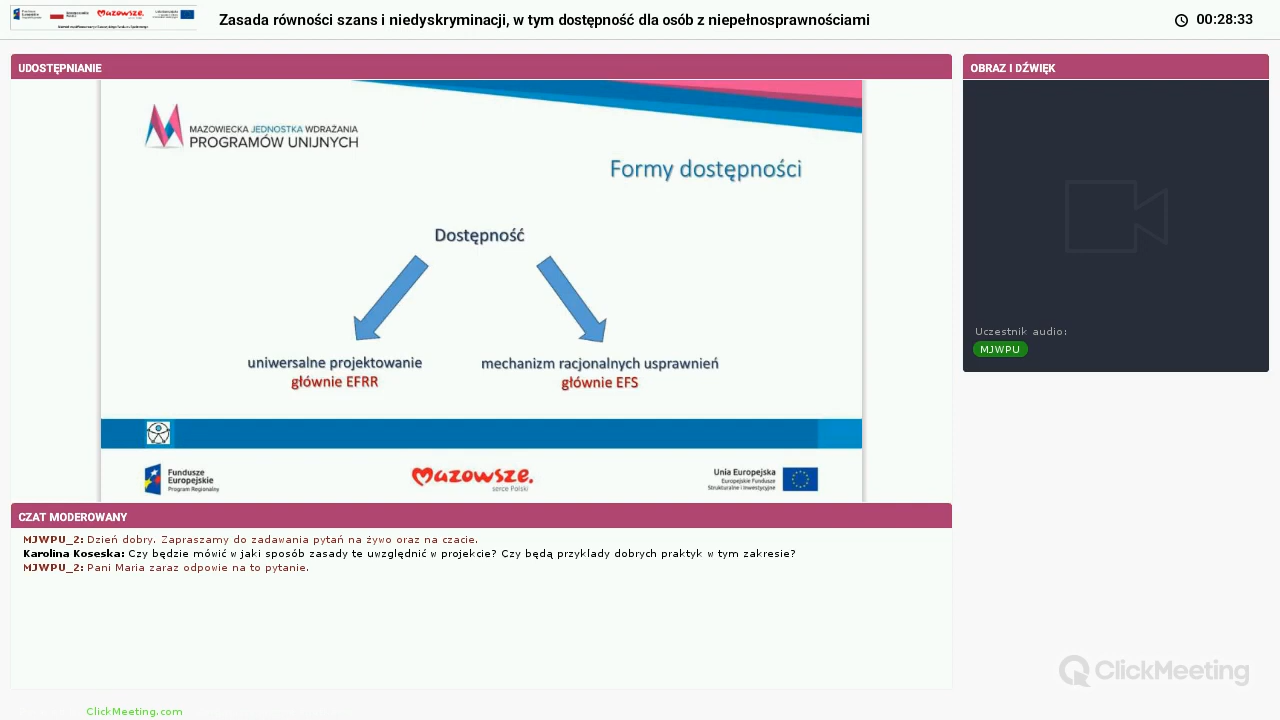 Fundusze Europejskie
Mazowsze.
Zasada równości szans i niedyskryminacji, w tym dostępność dla osób z niepełnosprawnościami
00:28:33
UDOSTĘPNIANIE
OBRAZ I DŹWIĘK
MAZOWIECKA JEDNOSTKA WDRAŻANIA
PROGRAMÓW UNIJNYCH
Formy dostępności
Dostępność
uniwersalne projektowanie
głównie EFRR
mechanizm racjonalnych usprawnień
głównie EFS
Uczestnik audio:
MJWPU
Fundusze
Europejskie
Program Regionalny
Mazowsze.
serce Polski
Unia Europejska
Europejskie Fundusze
Strukturalne i Inwestycyjne
CZAT MODEROWANY
MJWPU_2: Dzień dobry. Zapraszamy do zadawania pytań na żywo oraz na czacie.
Karolina Koseska: Czy będzie mówić w jaki sposób zasady te uwzględnić w projekcie? Czy będą przyklady dobrych praktyk w tym zakresie?
MJWPU_2: Pani Maria zaraz odpowie na to pytanie.
ClickMeeting
ClickMeeting.com